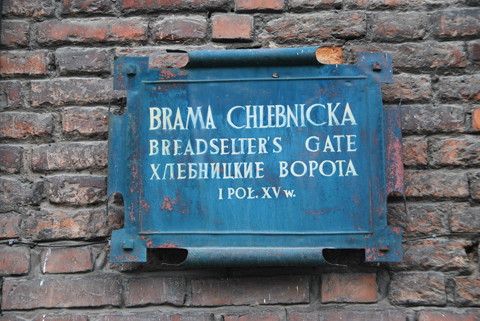 BRAMA CHLEBNICKA
BREADSELTER'S GATE
ХЛЕБНИЦКИЕ ВОРОТА
I POŁ. XV w.